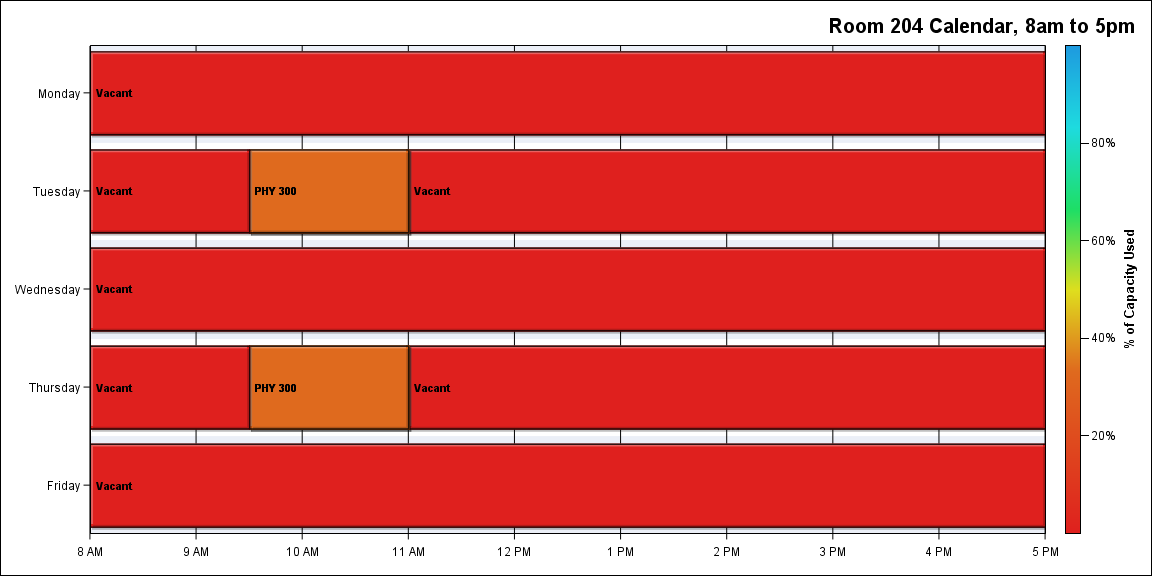 Room 204 Calendar, 8am to 5pm
Monday
Vacant
Tuesday
Vacant
PHY 300
Vacant
Wednesday
Vacant
Thursday
Vacant
PHY 300
Vacant
Friday
Vacant
8 AM 9 AM 10 AM 11 AM 12 PM 1 PM 2 PM 3 PM 4 PM 5 PM
80%
60%
40%
20%
% of Capacity Used